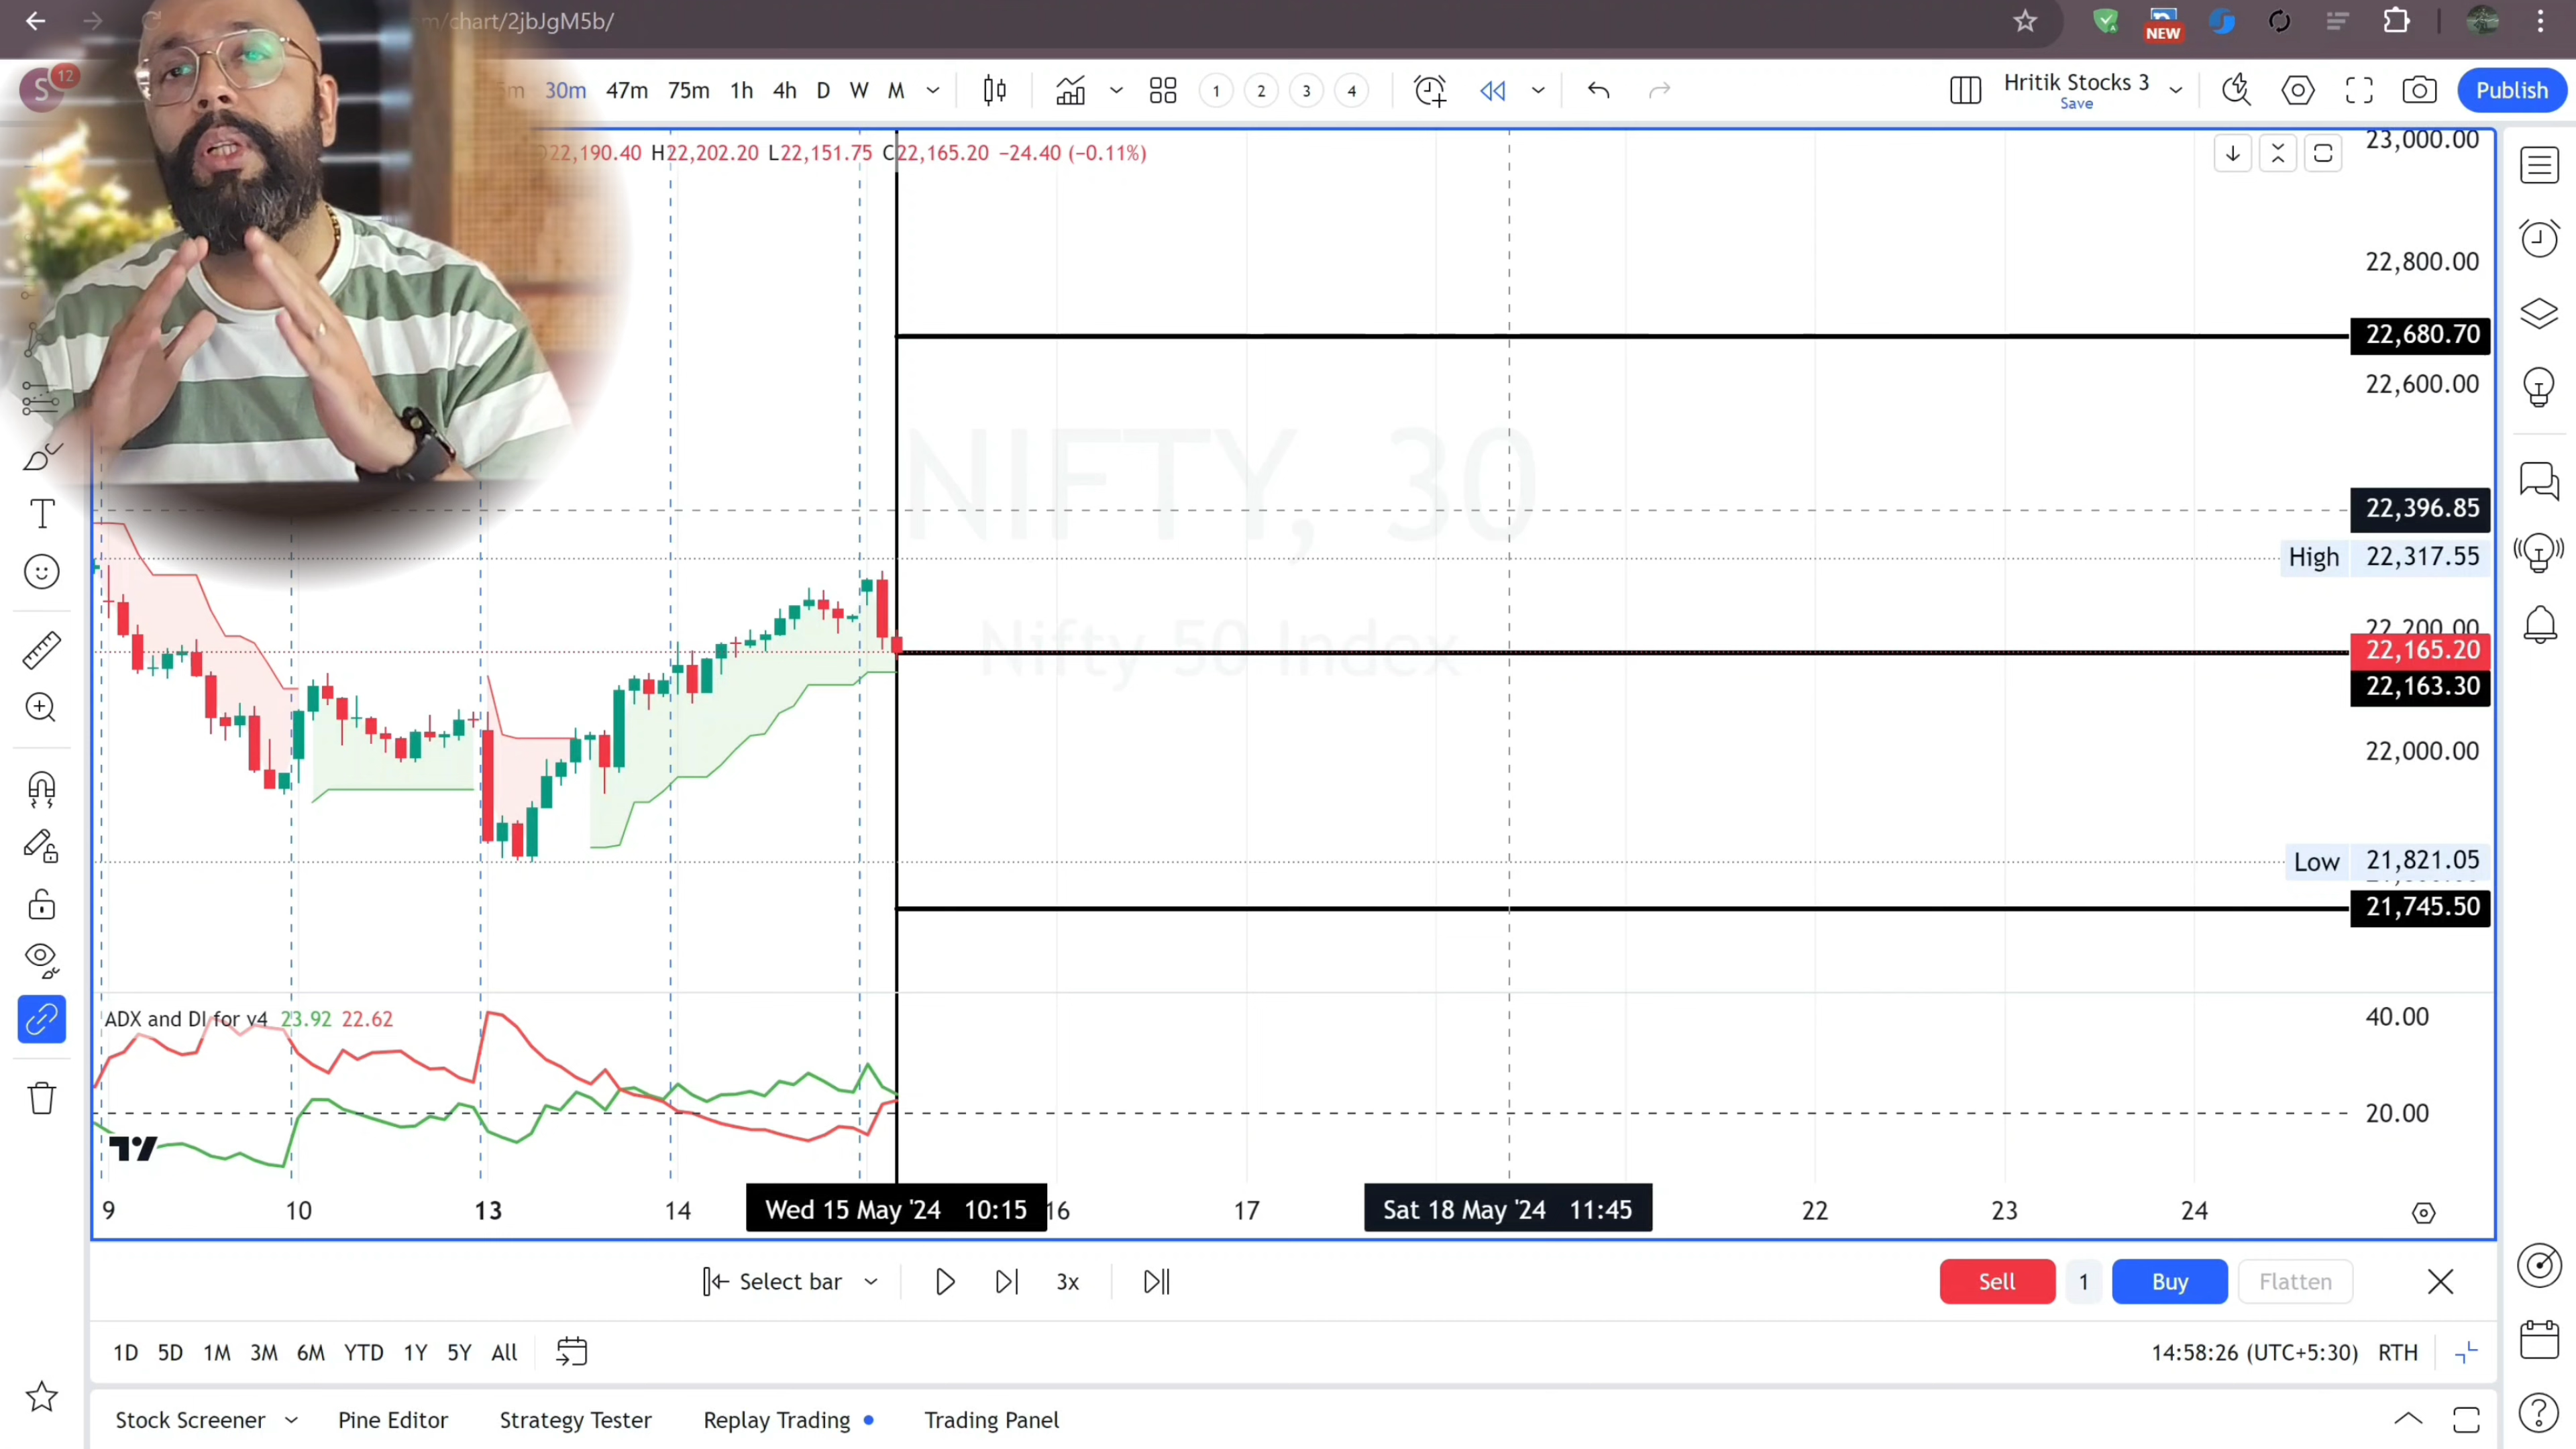 m/chart/2jbJgM5b/
NEW
S 12
m 30m 47m 75m 1h 4h D W M
1 2 3 4
Hritik Stocks 3
Save
Publish
22,190.40 H22,202.20 L22,151.75 C22,165.20 −24.40 (−0.11%)
23,000.00
22,800.00
22,680.70
22,600.00
NIFTY, 30
22,396.85
High 22,317.55
22,200.00
Nifty 50 Index
22,165.20
22,163.30
22,000.00
Low 21,821.05
21,745.50
ADX and DI for v4 23.92 22.62
40.00
20.00
9 10 13 14 Wed 15 May '24 10:15 16 17 Sat 18 May '24 11:45 22 23 24
Select bar 3x
Sell 1 Buy Flatten
1D 5D 1M 3M 6M YTD 1Y 5Y All
14:58:26 (UTC+5:30) RTH
Stock Screener Pine Editor Strategy Tester Replay Trading Trading Panel